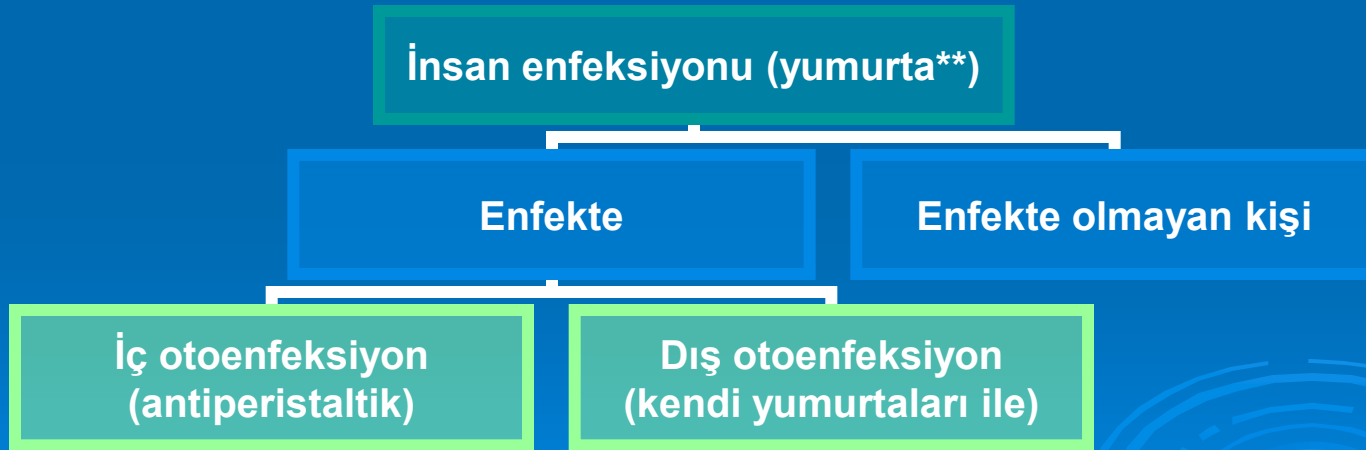 İnsan enfeksiyonu (yumurta**)
Enfekte
Enfekte olmayan kişi
İç otoenfeksiyon
(antiperistaltik)
Dış otoenfeksiyon
(kendi yumurtaları ile)